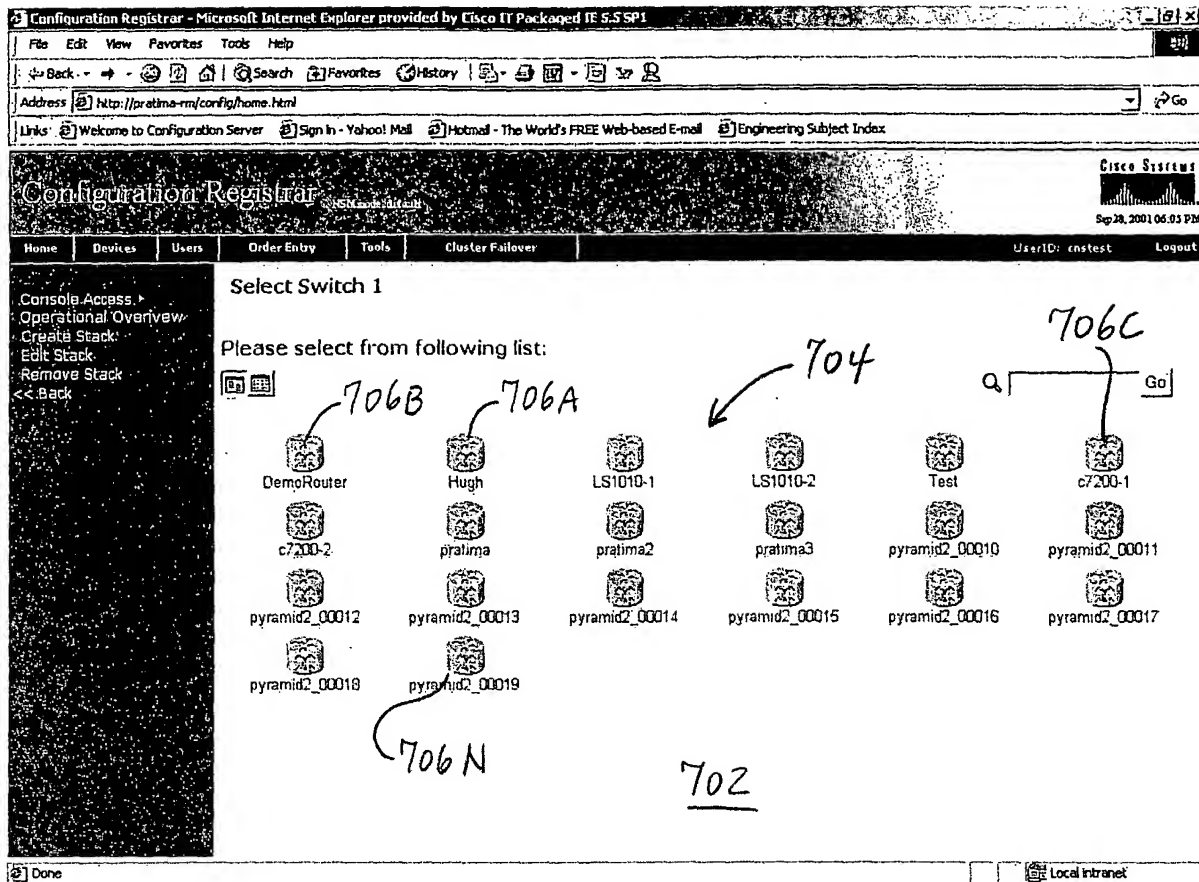 Configuration Registrar - Microsoft Internet Explorer provided by Cisco IT Packaged IE 5.5 SP1
File Edit View Favorites Tools Help
Back Search Favorites History
Address http://pratima-rm/config/home.html Go
Links Welcome to Configuration Server Sign In - Yahoo! Mail Hotmail - The World's FREE Web-based E-mail Engineering Subject Index
Cisco Systems
Configuration Registrar
Sep 28, 2001 06:05 PM
Home Devices Users Order Entry Tools Cluster Failover UserID: cnstest Logout
Console Access
Operational Overivew
Create Stack
Edit Stack
Remove Stack
<< Back
Select Switch 1
Please select from following list:
704
706C
706B
706A
Go
DemoRouter Hugh LS1010-1 LS1010-2 Test c7200-1
c7200-2 pratima pratima2 pratima3 pyramid2_00010 pyramid2_00011
pyramid2_00012 pyramid2_00013 pyramid2_00014 pyramid2_00015 pyramid2_00016 pyramid2_00017
pyramid2_00018 pyramid2_00019
706N
702
Done Local intranet